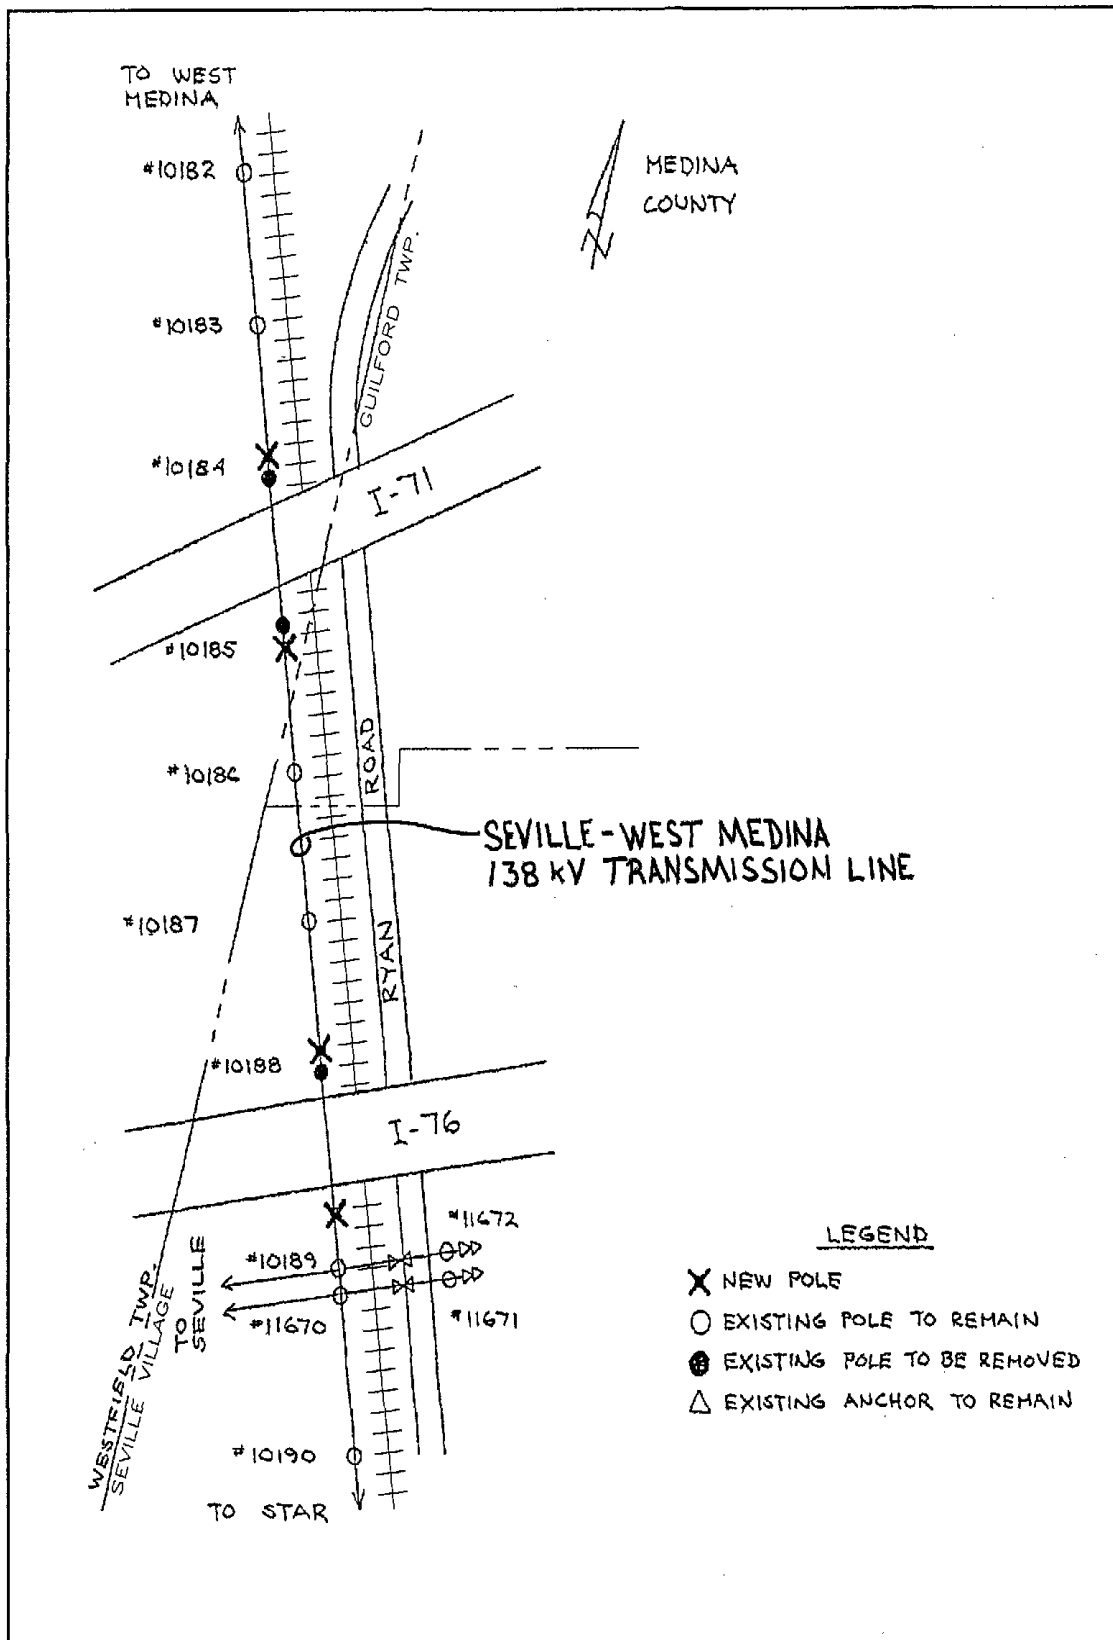 TO WEST
MEDINA
#10182
MEDINA
COUNTY
N
GUILFORD TWP.
#10183
#10184
I-71
#10185
ROAD
#10186
SEVILLE-WEST MEDINA
138 kV TRANSMISSION LINE
#10187
RYAN
#10188
I-76
#11672
#10189
TO
SEVILLE
#11670
#11671
WESTFIELD TWP.
SEVILLE VILLAGE
#10190
TO STAR
LEGEND
NEW POLE
EXISTING POLE TO REMAIN
EXISTING POLE TO BE REMOVED
EXISTING ANCHOR TO REMAIN